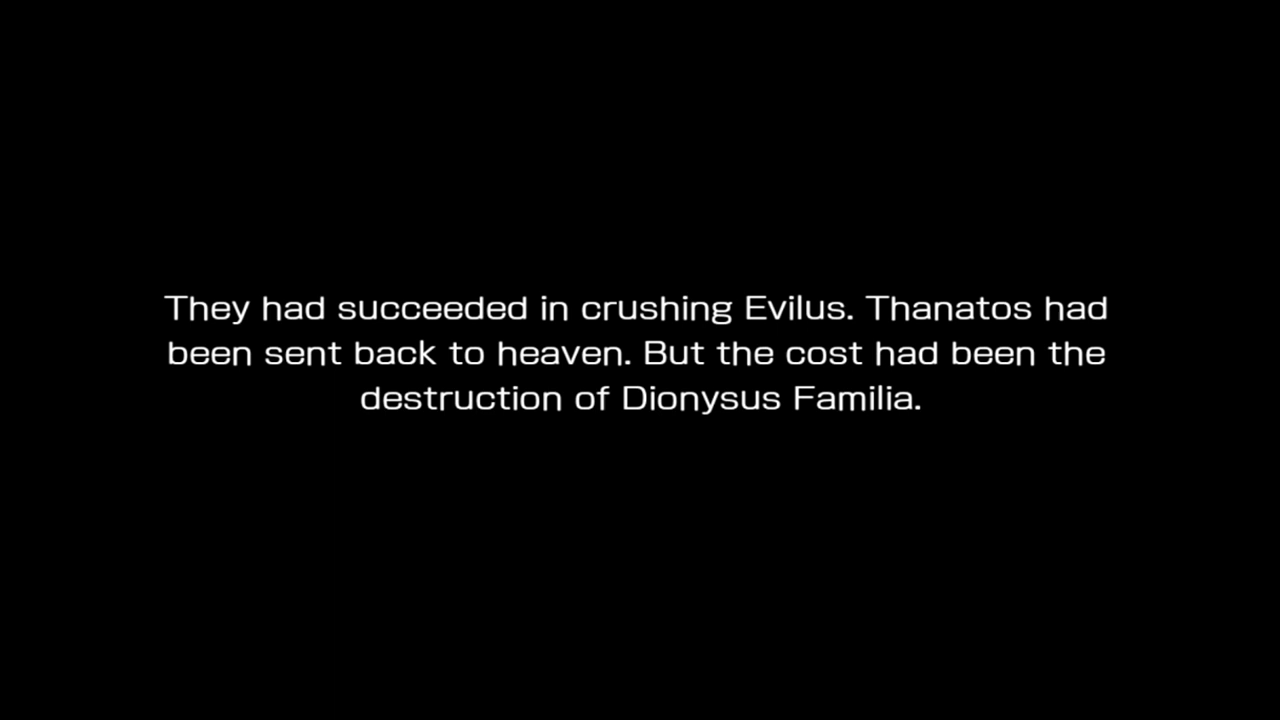 They had succeeded in crushing Evilus. Thanatos had
been sent back to heaven. But the cost had been the
destruction of Dionysus Familia.